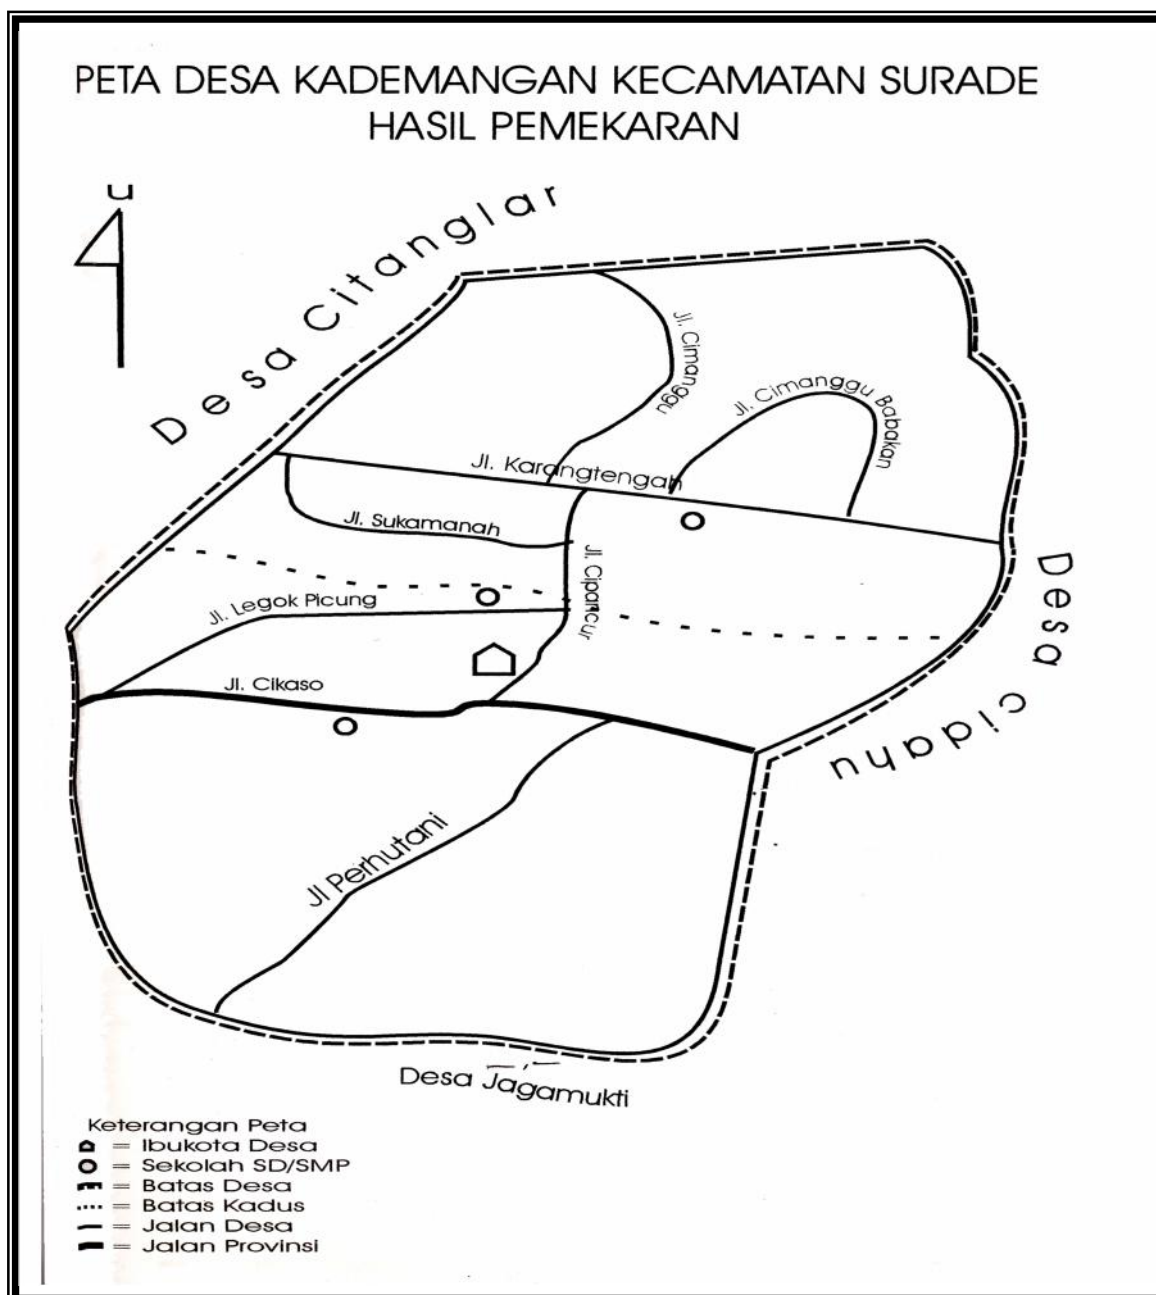 PETA DESA KADEMANGAN KECAMATAN SURADE
HASIL PEMEKARAN
u
Desa Citanglar
Jl. Cimanggu
Jl. Cimanggu Babakan
Jl. Karangtengah
Jl. Sukamanah
Jl. Cipancur
Jl. Legok Picung
Jl. Cikaso
Desa cidahu
Jl Perhutani
Desa Jagamukti
Keterangan Peta
= Ibukota Desa
= Sekolah SD/SMP
= Batas Desa
= Batas Kadus
= Jalan Desa
= Jalan Provinsi